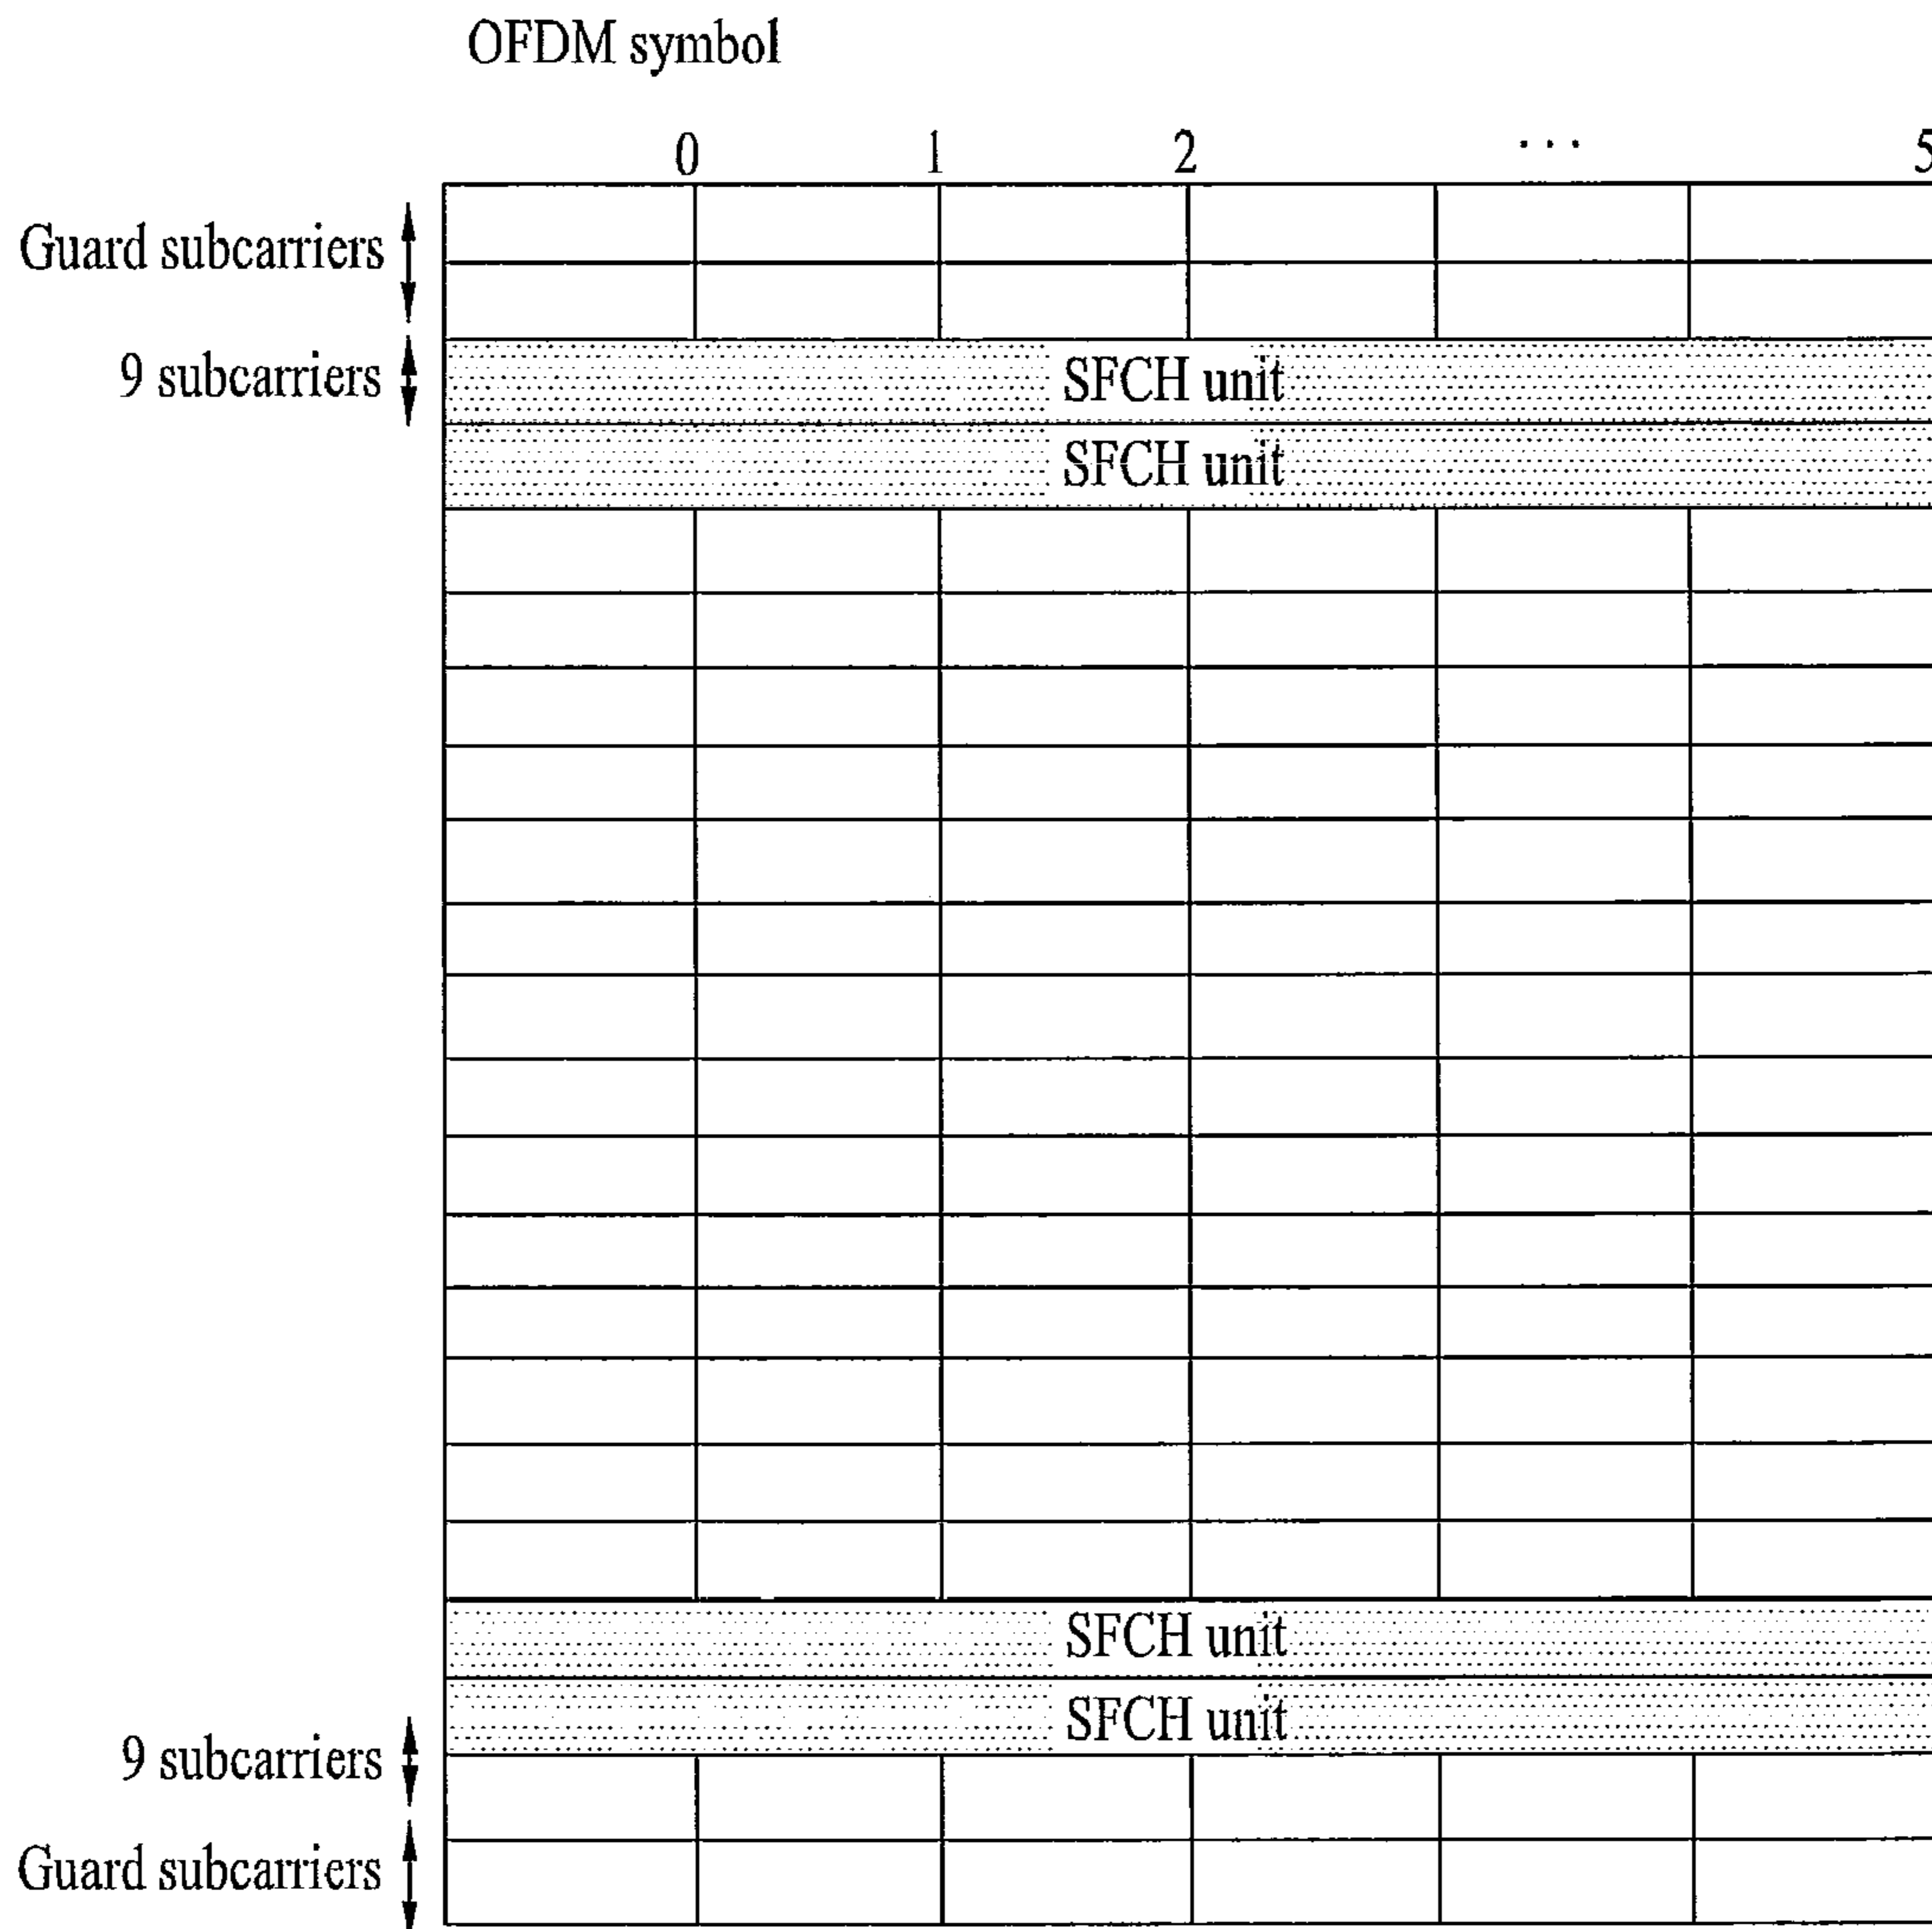 OFDM symbol
0 1 2 ... 5
Guard subcarriers
9 subcarriers
SFCH unit
SFCH unit
SFCH unit
SFCH unit
9 subcarriers
Guard subcarriers